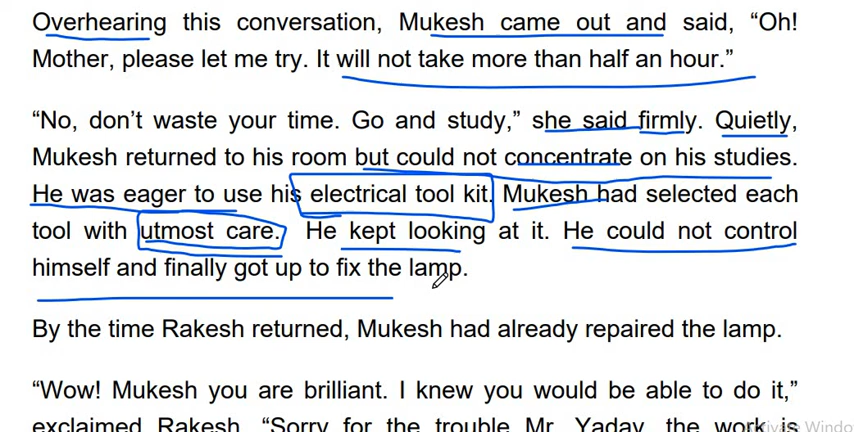 Overhearing this conversation, Mukesh came out and said, “Oh!
Mother, please let me try. It will not take more than half an hour.”
“No, don’t waste your time. Go and study,” she said firmly. Quietly,
Mukesh returned to his room but could not concentrate on his studies.
He was eager to use his electrical tool kit. Mukesh had selected each
tool with utmost care. He kept looking at it. He could not control
himself and finally got up to fix the lamp.
By the time Rakesh returned, Mukesh had already repaired the lamp.
“Wow! Mukesh you are brilliant. I knew you would be able to do it,”
exclaimed Rakesh. “Sorry for the trouble Mr. Yadav, the work is